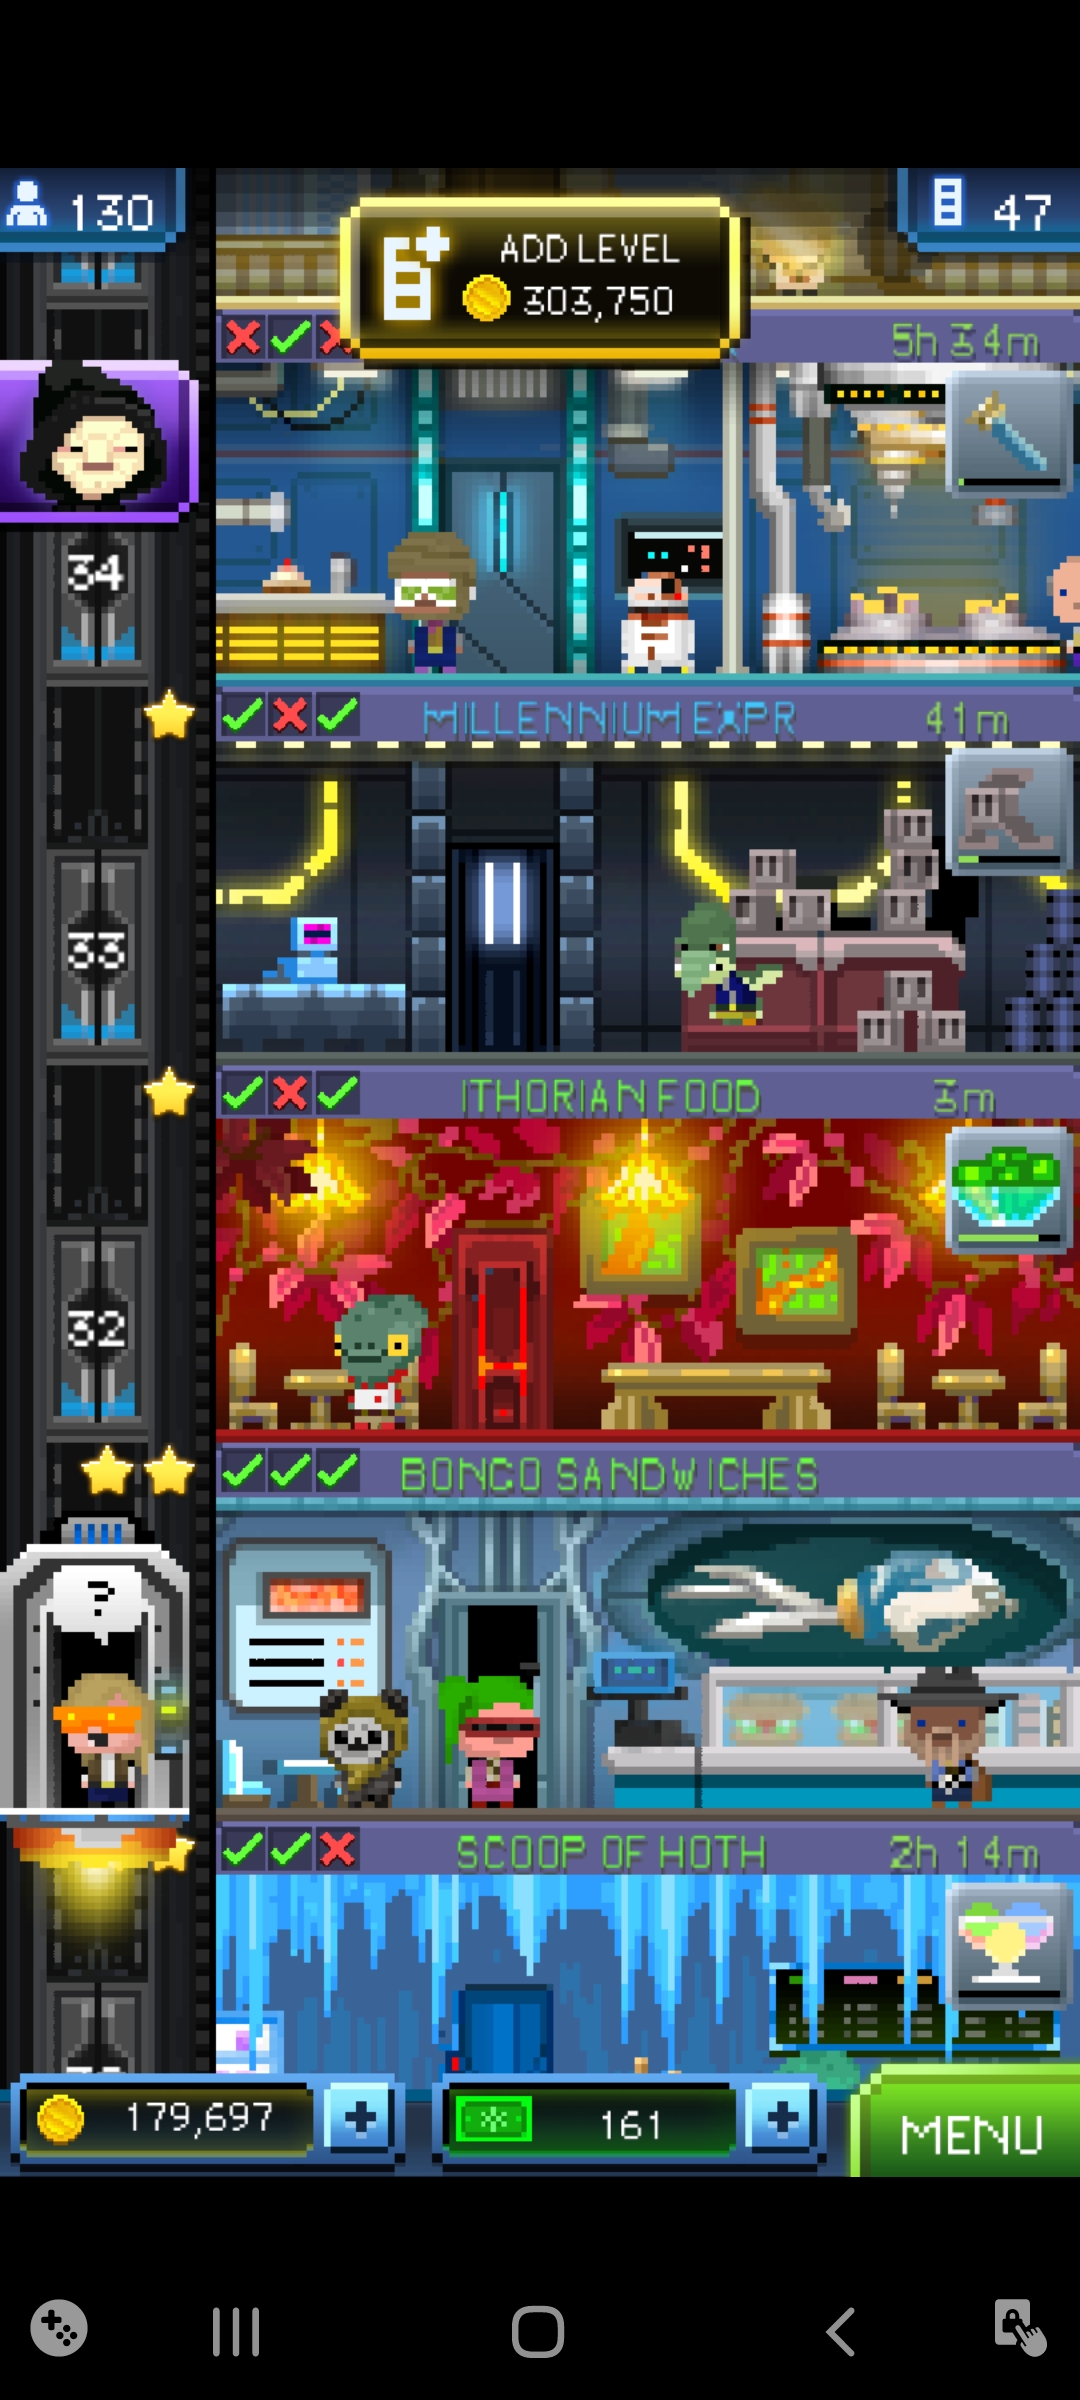 130
ADD LEVEL
303,750
47
5h 34m
34
MILLENNIUM EXPR
41m
33
ITHORIAN FOOD
3m
32
BONGO SANDWICHES
?
SCOOP OF HOTH
2h 14m
179,697
161
MENU